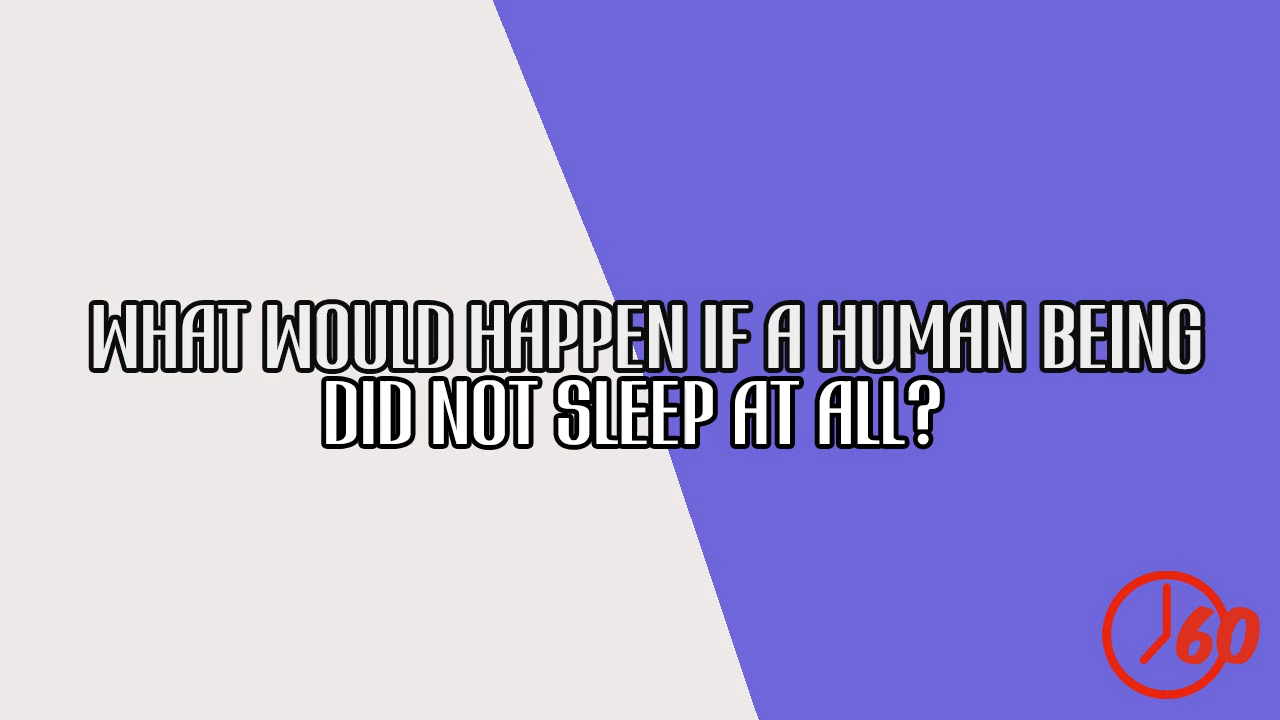 WHAT WOULD HAPPEN IF A HUMAN BEING
DID NOT SLEEP AT ALL?
60